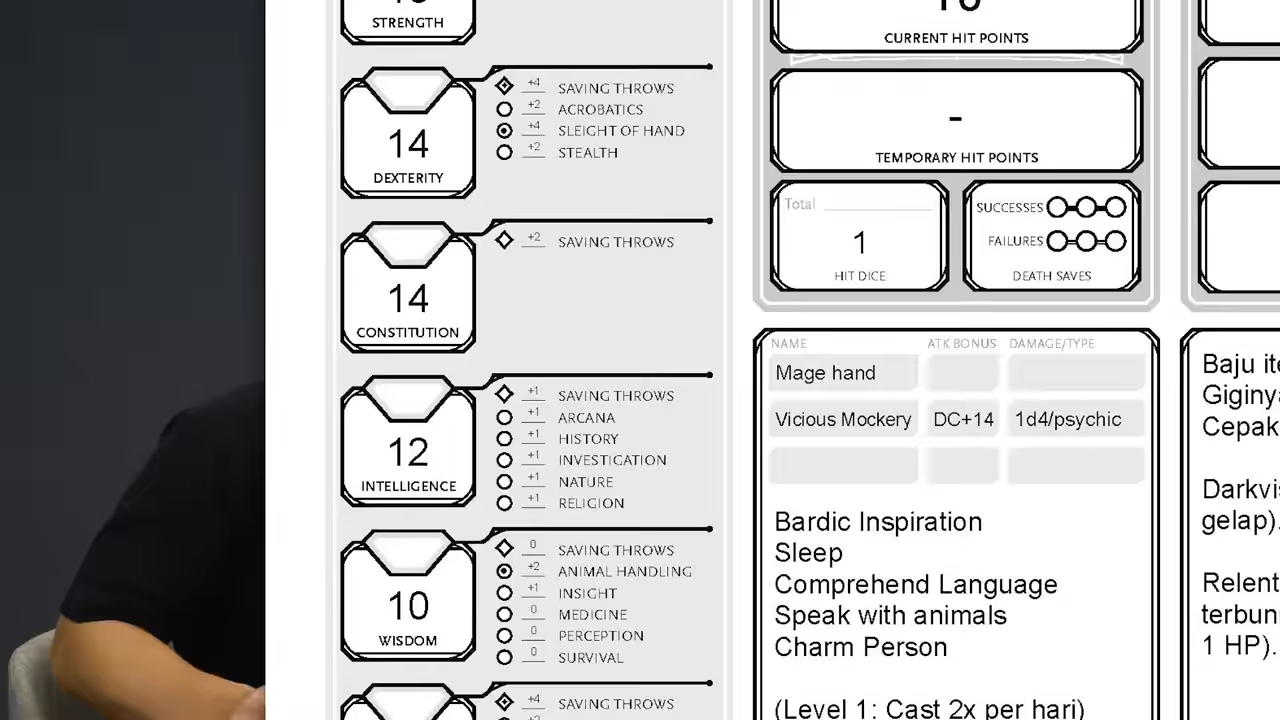 STRENGTH
14
DEXTERITY
+4 SAVING THROWS
+2 ACROBATICS
+4 SLEIGHT OF HAND
+2 STEALTH
14
CONSTITUTION
+2 SAVING THROWS
12
INTELLIGENCE
+1 SAVING THROWS
+1 ARCANA
+1 HISTORY
+1 INVESTIGATION
+1 NATURE
+1 RELIGION
10
WISDOM
0 SAVING THROWS
+2 ANIMAL HANDLING
+1 INSIGHT
0 MEDICINE
0 PERCEPTION
0 SURVIVAL
+4 SAVING THROWS
CURRENT HIT POINTS
-
TEMPORARY HIT POINTS
Total
1
HIT DICE
SUCCESSES
FAILURES
DEATH SAVES
NAME ATK BONUS DAMAGE/TYPE
Mage hand
Vicious Mockery DC+14 1d4/psychic
Bardic Inspiration
Sleep
Comprehend Language
Speak with animals
Charm Person
(Level 1: Cast 2x per hari)
Baju
Cepak
gelap).
1 HP).